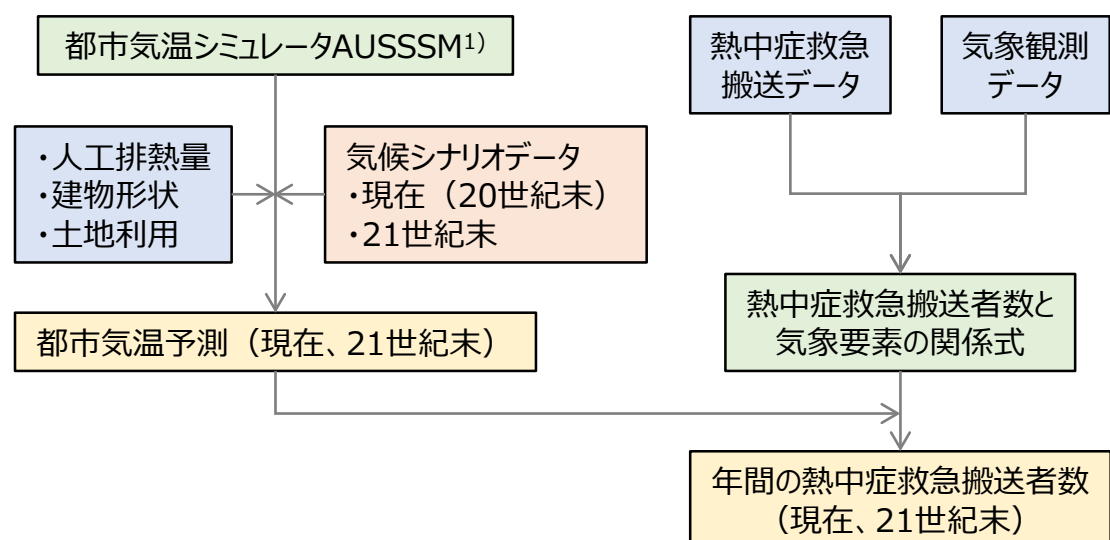 都市気温シミュレータAUSSSM1)
熱中症救急
搬送データ
気象観測
データ
・人工排熱量
・建物形状
・土地利用
気候シナリオデータ
・現在（20世紀末）
・21世紀末
都市気温予測（現在、21世紀末）
熱中症救急搬送者数と
気象要素の関係式
年間の熱中症救急搬送者数
（現在、21世紀末）